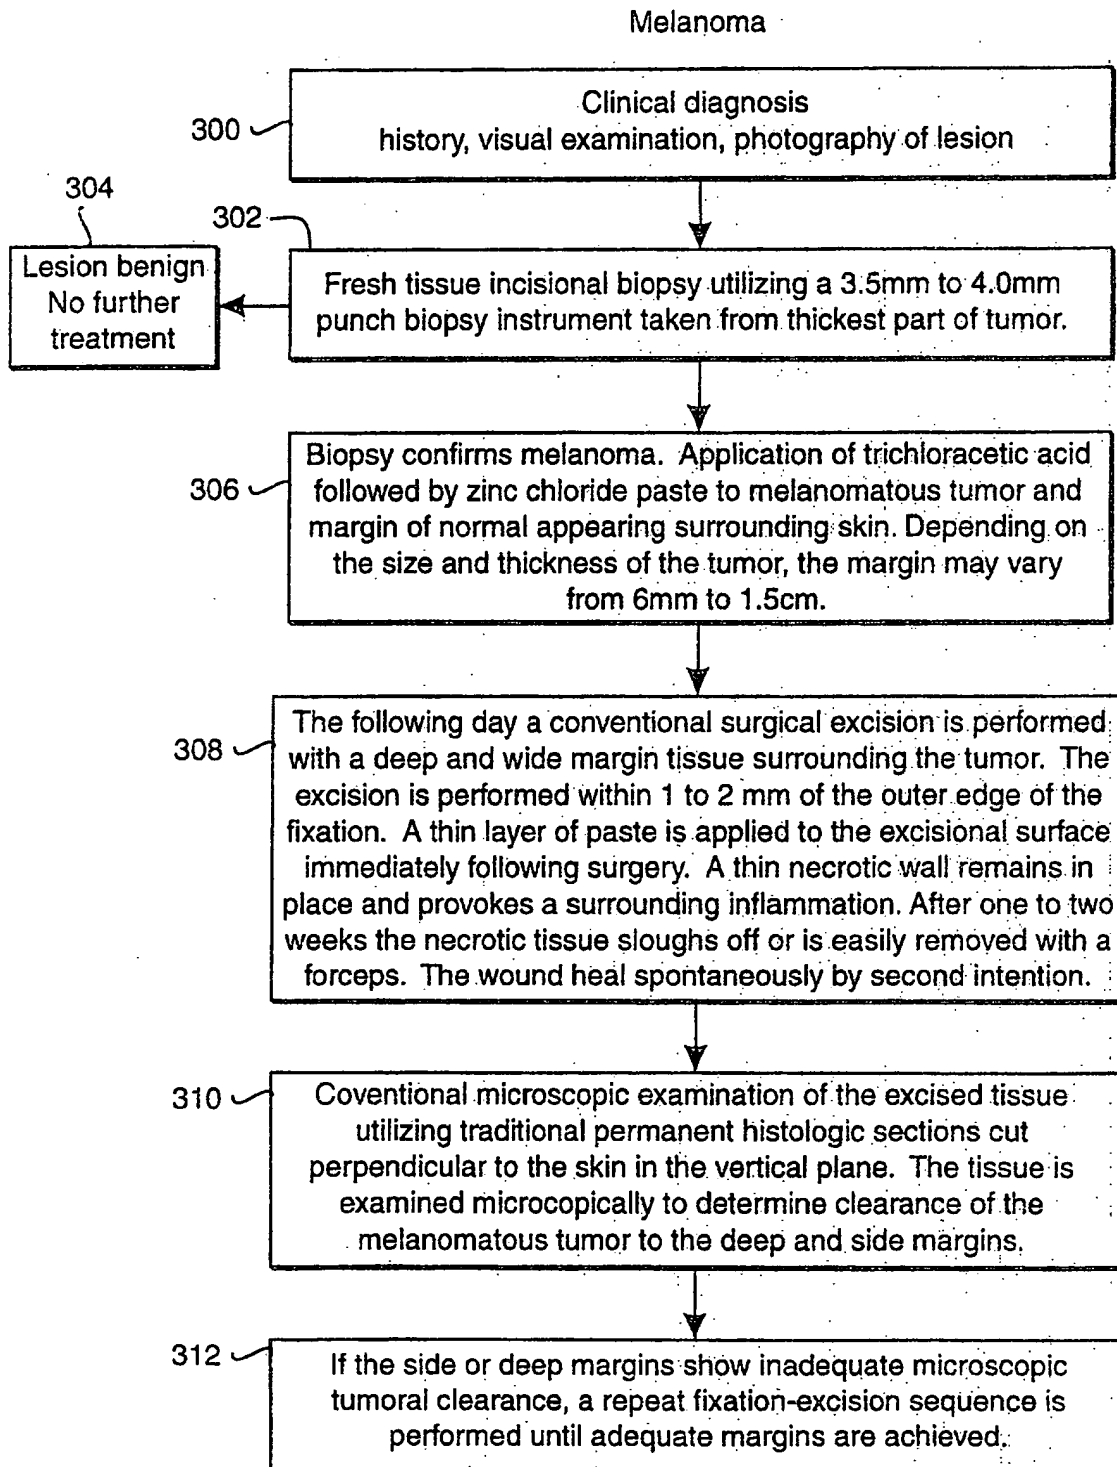 Melanoma
300
Clinical diagnosis
history, visual examination, photography of lesion
304
Lesion benign
No further
treatment
302
Fresh tissue incisional biopsy utilizing a 3.5mm to 4.0mm
punch biopsy instrument taken from thickest part of tumor.
306
Biopsy confirms melanoma. Application of trichloracetic acid
followed by zinc chloride paste to melanomatous tumor and
margin of normal appearing surrounding skin. Depending on
the size and thickness of the tumor, the margin may vary
from 6mm to 1.5cm.
308
The following day a conventional surgical excision is performed
with a deep and wide margin tissue surrounding the tumor. The
excision is performed within 1 to 2 mm of the outer edge of the
fixation. A thin layer of paste is applied to the excisional surface
immediately following surgery. A thin necrotic wall remains in
place and provokes a surrounding inflammation. After one to two
weeks the necrotic tissue sloughs off or is easily removed with a
forceps. The wound heal spontaneously by second intention.
310
Coventional microscopic examination of the excised tissue
utilizing traditional permanent histologic sections cut
perpendicular to the skin in the vertical plane. The tissue is
examined microcopically to determine clearance of the
melanomatous tumor to the deep and side margins.
312
If the side or deep margins show inadequate microscopic
tumoral clearance, a repeat fixation-excision sequence is
performed until adequate margins are achieved.